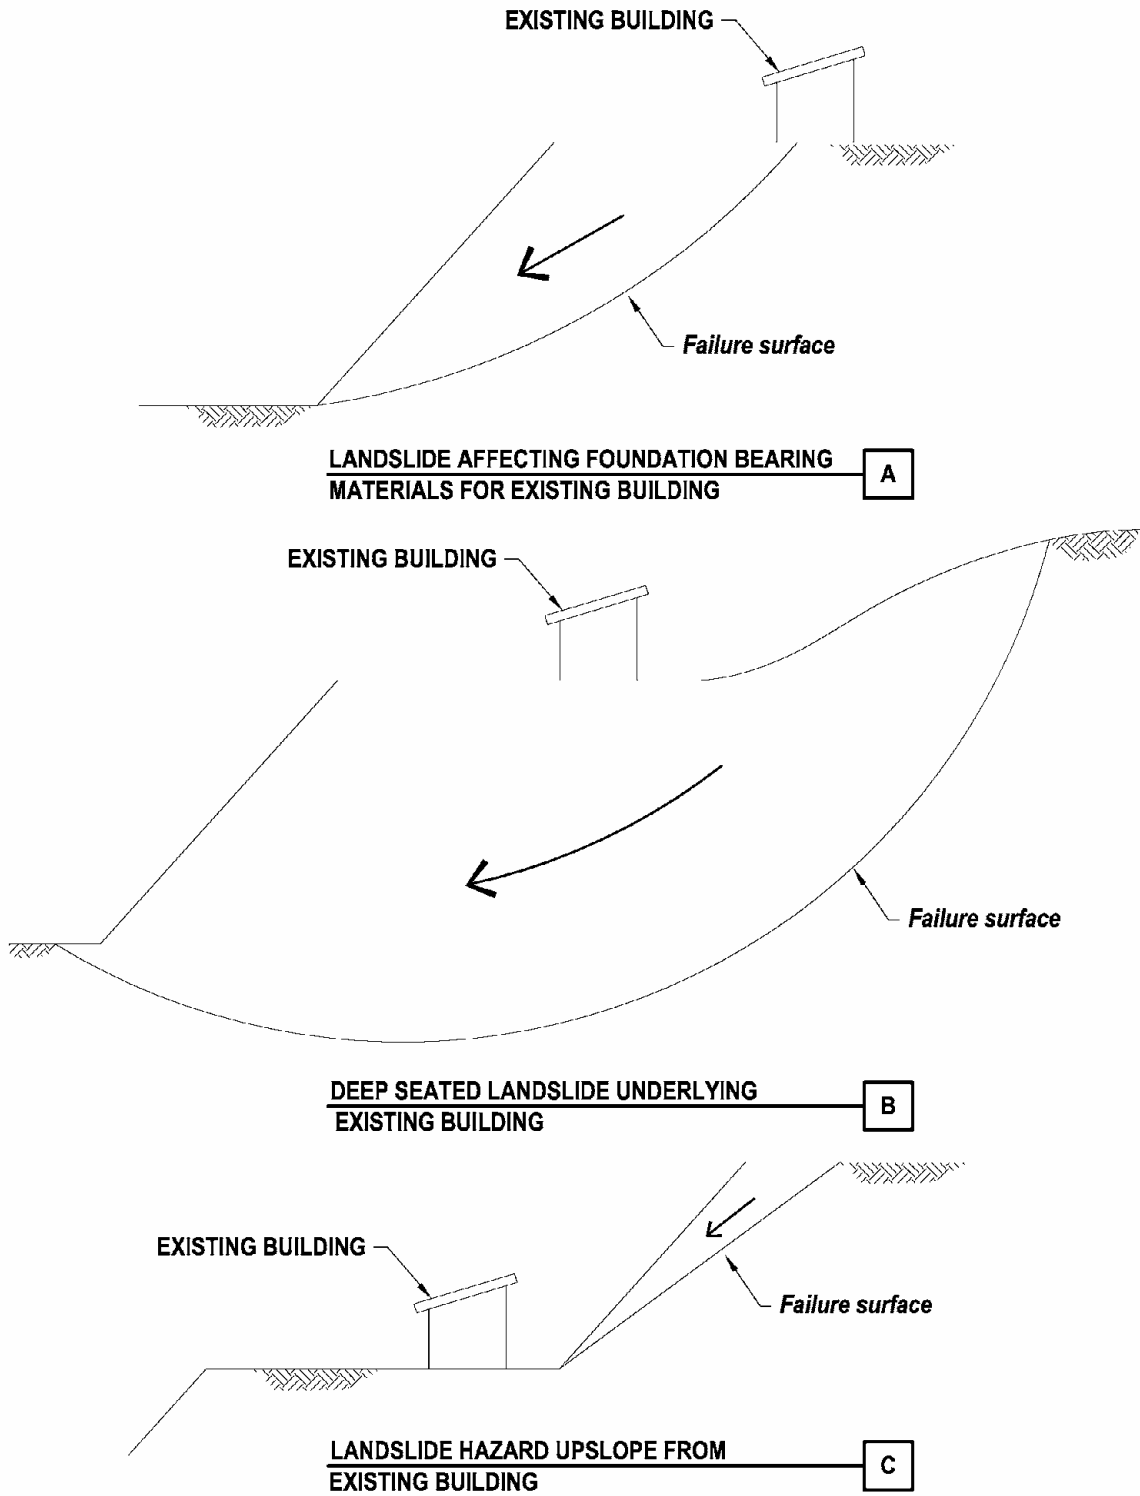 EXISTING BUILDING
Failure surface
LANDSLIDE AFFECTING FOUNDATION BEARING
MATERIALS FOR EXISTING BUILDING
A
EXISTING BUILDING
Failure surface
DEEP SEATED LANDSLIDE UNDERLYING
EXISTING BUILDING
B
EXISTING BUILDING
Failure surface
LANDSLIDE HAZARD UPSLOPE FROM
EXISTING BUILDING
C